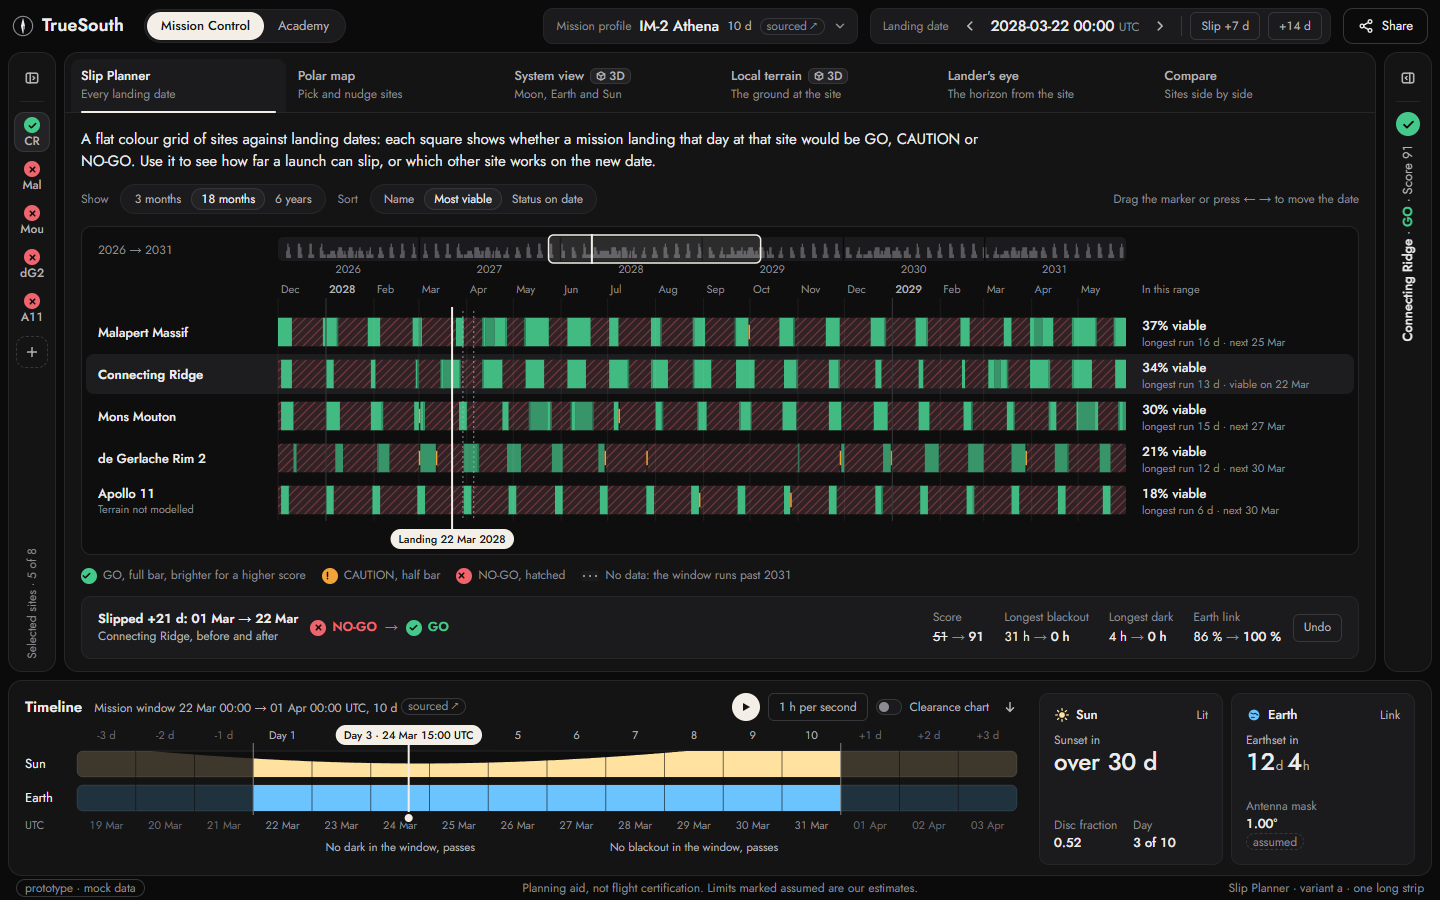 TrueSouth
Mission Control
Academy
Mission profile IM-2 Athena 10 d sourced ↗
Landing date 2028-03-22 00:00 UTC
Slip +7 d
+14 d
Share
CR
Mal
Mou
dG2
A11
Selected sites · 5 of 8
Slip Planner
Every landing date
Polar map
Pick and nudge sites
System view 3D
Moon, Earth and Sun
Local terrain 3D
The ground at the site
Lander's eye
The horizon from the site
Compare
Sites side by side
A flat colour grid of sites against landing dates: each square shows whether a mission landing that day at that site would be GO, CAUTION or
NO-GO. Use it to see how far a launch can slip, or which other site works on the new date.
Show 3 months 18 months 6 years Sort Name Most viable Status on date
Drag the marker or press ← → to move the date
2026 → 2031
2026 2027 2028 2029 2030 2031
Dec 2028 Feb Mar Apr May Jun Jul Aug Sep Oct Nov Dec 2029 Feb Mar Apr May In this range
Malapert Massif
37% viable
longest run 16 d · next 25 Mar
Connecting Ridge
34% viable
longest run 13 d · viable on 22 Mar
Mons Mouton
30% viable
longest run 15 d · next 27 Mar
de Gerlache Rim 2
21% viable
longest run 12 d · next 30 Mar
Apollo 11
Terrain not modelled
18% viable
longest run 6 d · next 30 Mar
Landing 22 Mar 2028
GO, full bar, brighter for a higher score
CAUTION, half bar
NO-GO, hatched
No data: the window runs past 2031
Slipped +21 d: 01 Mar → 22 Mar
Connecting Ridge, before and after
NO-GO → GO
Score
51 → 91
Longest blackout
31 h → 0 h
Longest dark
4 h → 0 h
Earth link
86 % → 100 %
Undo
Connecting Ridge · GO · Score 91
Timeline Mission window 22 Mar 00:00 → 01 Apr 00:00 UTC, 10 d sourced ↗
1 h per second
Clearance chart
-3 d -2 d -1 d Day 1 Day 3 · 24 Mar 15:00 UTC 5 6 7 8 9 10 +1 d +2 d +3 d
Sun
Earth
UTC 19 Mar 20 Mar 21 Mar 22 Mar 23 Mar 24 Mar 25 Mar 26 Mar 27 Mar 28 Mar 29 Mar 30 Mar 31 Mar 01 Apr 02 Apr 03 Apr
No dark in the window, passes
No blackout in the window, passes
Sun Lit
Sunset in
over 30 d
Disc fraction
0.52
Day
3 of 10
Earth Link
Earthset in
12d 4h
Antenna mask
1.00°
assumed
prototype · mock data
Planning aid, not flight certification. Limits marked assumed are our estimates.
Slip Planner · variant a · one long strip